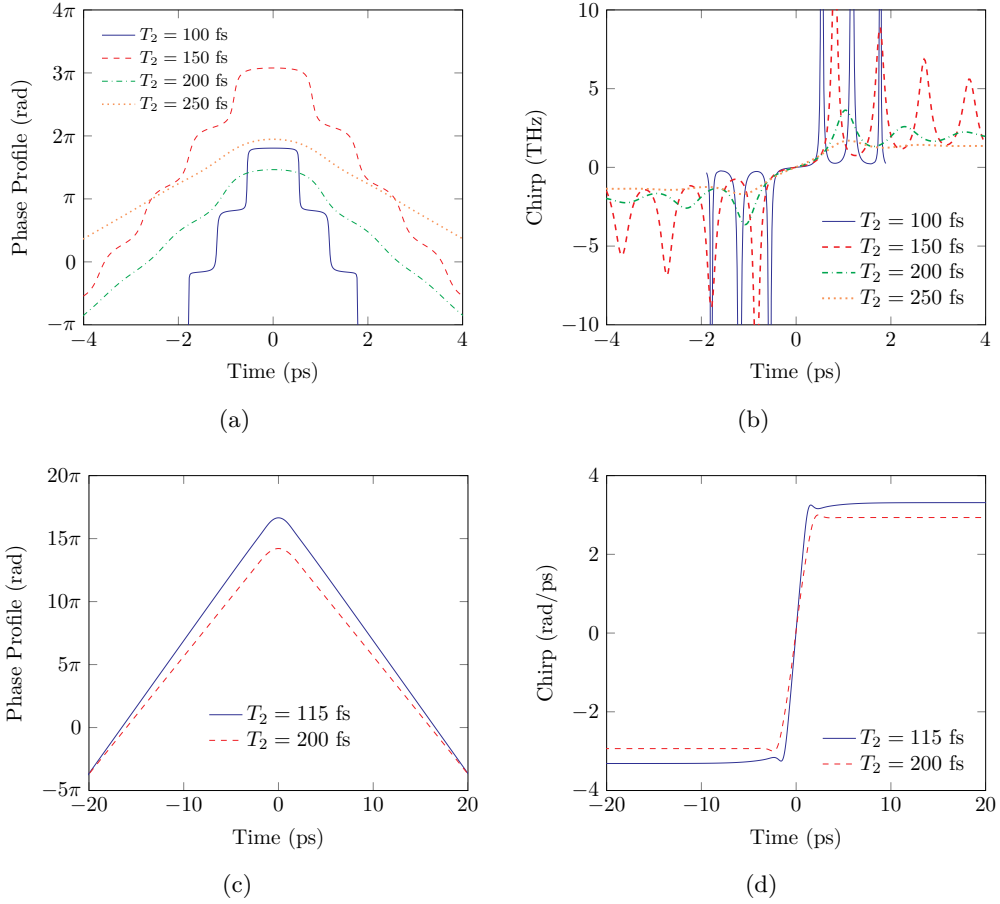 4π
3π
2π
π
0
−π
−4
−2
0
2
4
Time (ps)
Phase Profile (rad)
T₂ = 100 fs
T₂ = 150 fs
T₂ = 200 fs
T₂ = 250 fs
(a)
10
5
0
−5
−10
−4
−2
0
2
4
Time (ps)
Chirp (THz)
T₂ = 100 fs
T₂ = 150 fs
T₂ = 200 fs
T₂ = 250 fs
(b)
20π
15π
10π
5π
0
−5π
−20
−10
0
10
20
Time (ps)
Phase Profile (rad)
T₂ = 115 fs
T₂ = 200 fs
(c)
4
2
0
−2
−4
−20
−10
0
10
20
Time (ps)
Chirp (rad/ps)
T₂ = 115 fs
T₂ = 200 fs
(d)